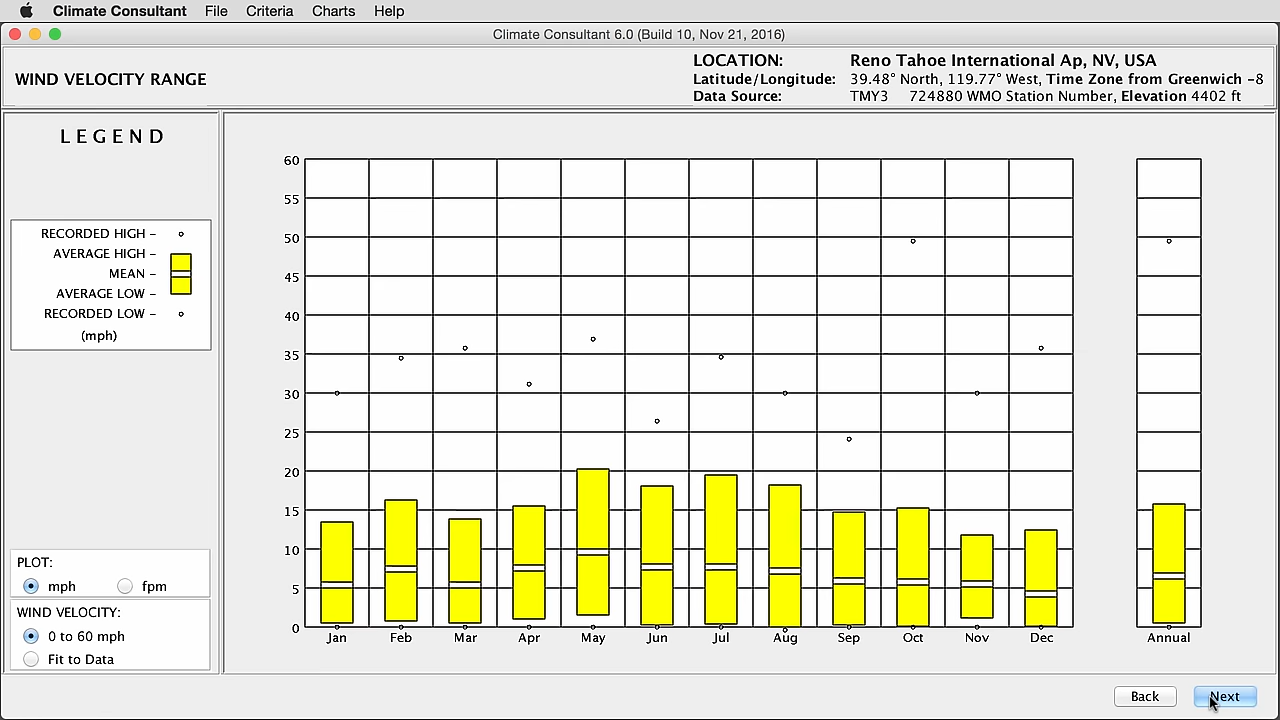 Climate Consultant File Criteria Charts Help
Climate Consultant 6.0 (Build 10, Nov 21, 2016)
WIND VELOCITY RANGE
LOCATION: Reno Tahoe International Ap, NV, USA
Latitude/Longitude: 39.48° North, 119.77° West, Time Zone from Greenwich -8
Data Source: TMY3 724880 WMO Station Number, Elevation 4402 ft
LEGEND
RECORDED HIGH -
AVERAGE HIGH -
MEAN -
AVERAGE LOW -
RECORDED LOW -
(mph)
PLOT:
mph fpm
WIND VELOCITY:
0 to 60 mph
Fit to Data
60
55
50
45
40
35
30
25
20
15
10
5
0
Jan Feb Mar Apr May Jun Jul Aug Sep Oct Nov Dec Annual
Back Next